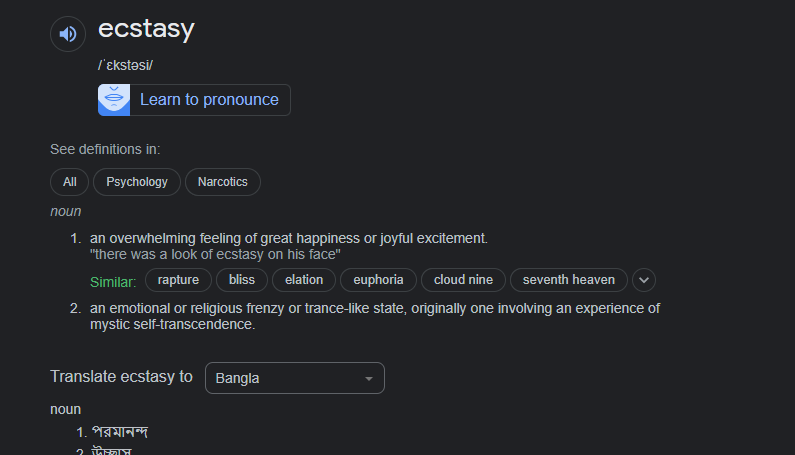 ecstasy
/ˈɛkstəsi/
Learn to pronounce
See definitions in:
All Psychology Narcotics
noun
1. an overwhelming feeling of great happiness or joyful excitement.
"there was a look of ecstasy on his face"
Similar: rapture bliss elation euphoria cloud nine seventh heaven
2. an emotional or religious frenzy or trance-like state, originally one involving an experience of
mystic self-transcendence.
Translate ecstasy to Bangla
noun
1. পরমানন্দ
2. উচ্ছ্বাস